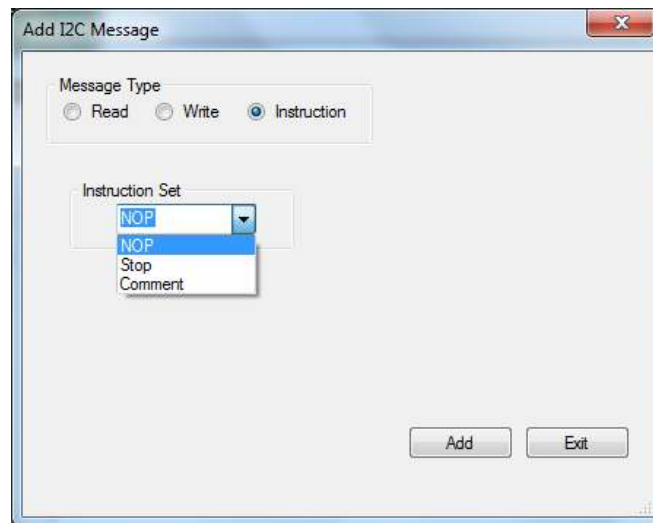 Add I2C Message
Message Type
Read Write Instruction
Instruction Set
NOP
NOP
Stop
Comment
Add Exit